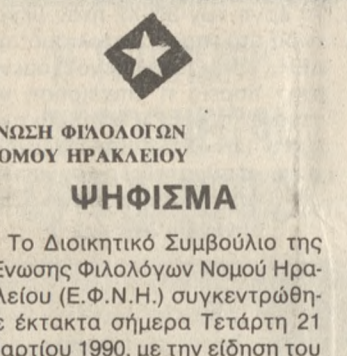 ΝΩΣΗ ΦΙΛΟΛΟΓΩΝ
ΟΜΟΥ ΗΡΑΚΛΕΙΟΥ
ΨΗΦΙΣΜΑ
Το Διοικητικό Συμβούλιο της
Ενωσης Φιλολόγων Νομού Ηρα-
λείου (Ε.Φ.Ν.Η.) συγκεντρώθη-
ε έκτακτα σήμερα Τετάρτη 21
αρτίου 1990, με την είδηση του